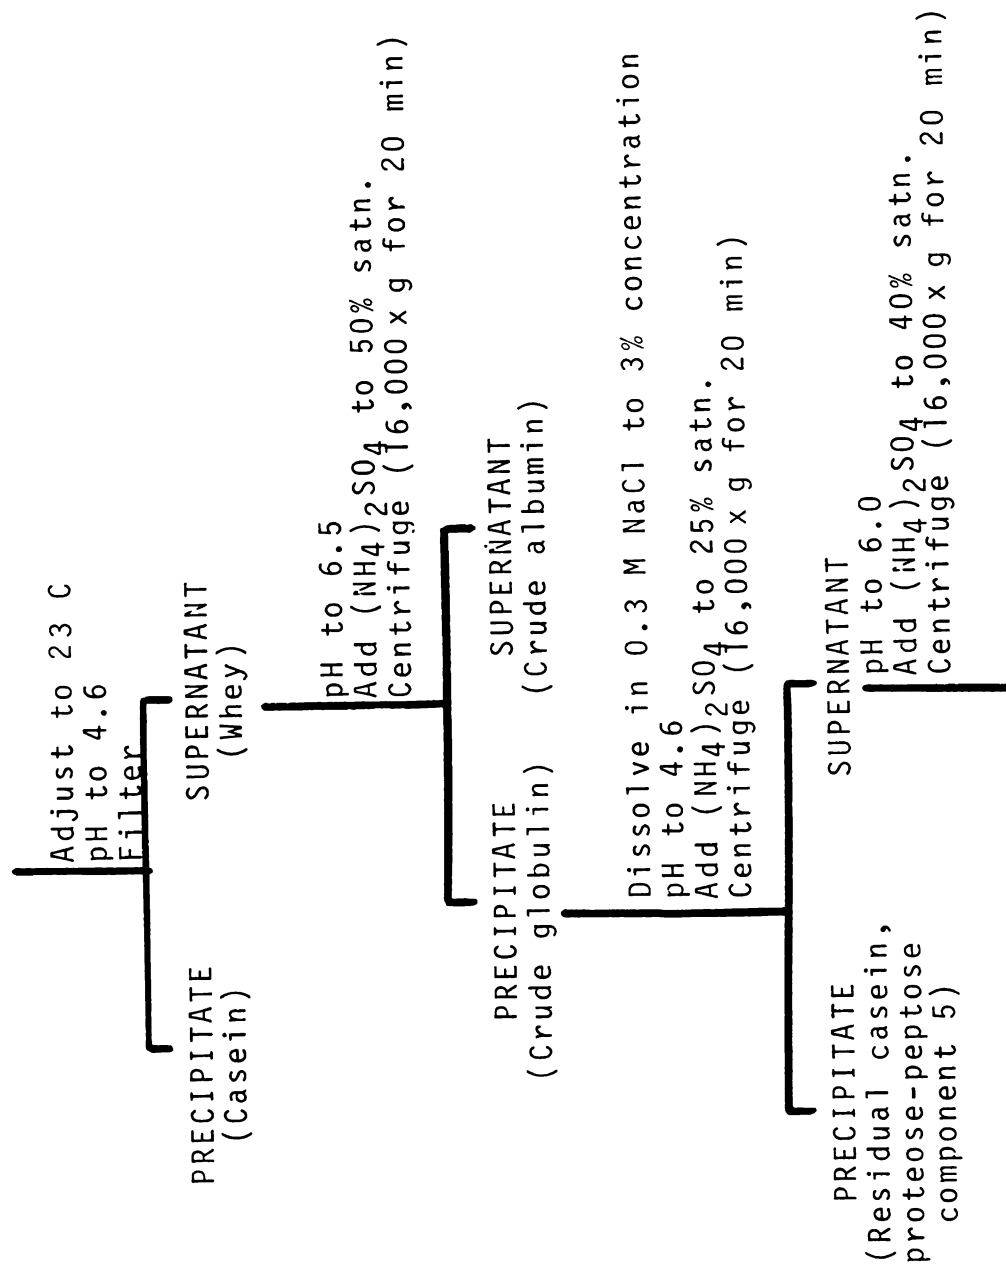 Adjust to 23 C
pH to 4.6
Filter
PRECIPITATE
(Casein)
SUPERNATANT
(Whey)
pH to 6.5
Add (NH4)2SO4 to 50% satn.
Centrifuge (16,000 x g for 20 min)
PRECIPITATE
(Crude globulin)
SUPERNATANT
(Crude albumin)
Dissolve in 0.3 M NaCl to 3% concentration
pH to 4.6
Add (NH4)2SO4 to 25% satn.
Centrifuge (16,000 x g for 20 min)
PRECIPITATE
(Residual casein,
proteose-peptose
component 5)
SUPERNATANT
pH to 6.0
Add (NH4)2SO4 to 40% satn.
Centrifuge (16,000 x g for 20 min)